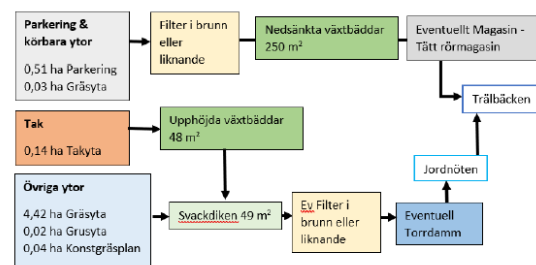 Parkering &
körbara ytor
0,51 ha Parkering
0,03 ha Gräsyta
Filter i brunn
eller
liknande
Nedsänkta växtbäddar
250 m²
Eventuellt Magasin -
Tätt rörmagasin
Trälbäcken
Tak
0,14 ha Takyta
Upphöjda växtbäddar
48 m²
Jordnöten
Övriga ytor
4,42 ha Gräsyta
0,02 ha Grusyta
0,04 ha Konstgräsplan
Svackdiken 49 m²
Ev Filter i
brunn eller
liknande
Eventuell
Torrdamm